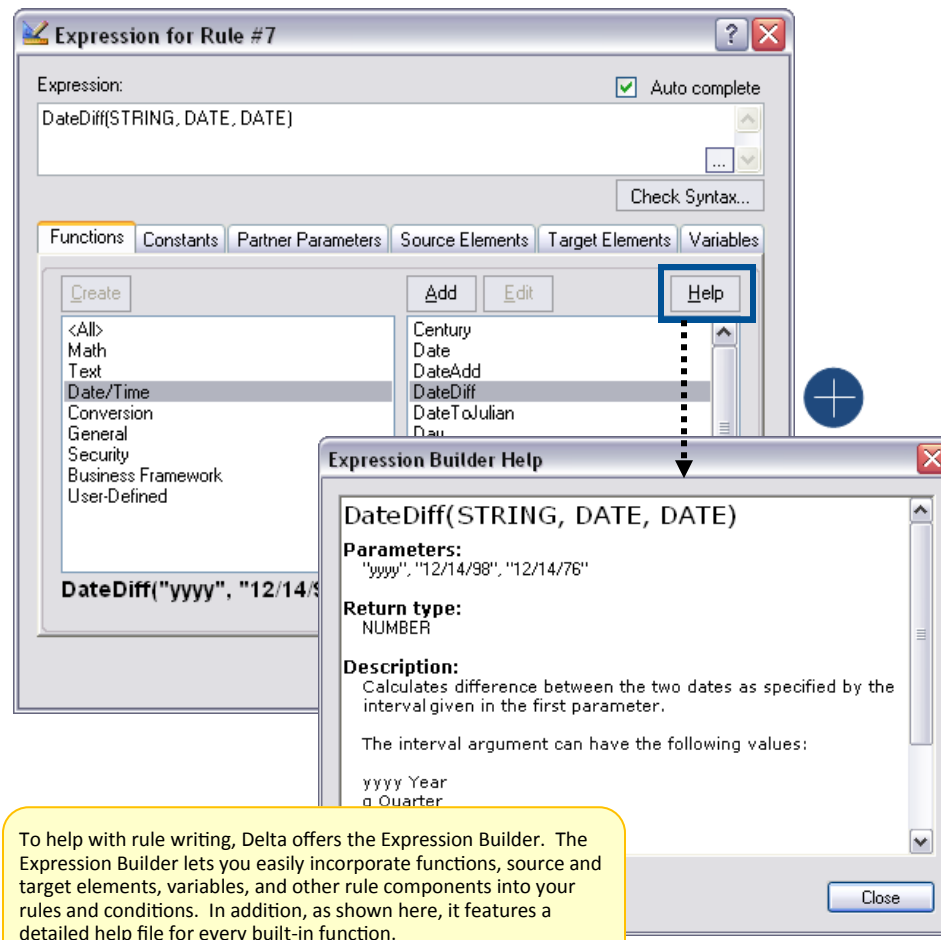 Expression for Rule #7
?
Expression:
Auto complete
DateDiff(STRING, DATE, DATE)
...
Check Syntax...
Functions
Constants
Partner Parameters
Source Elements
Target Elements
Variables
Create
Add
Edit
Help
<All>
Math
Text
Date/Time
Conversion
General
Security
Business Framework
User-Defined
Century
Date
DateAdd
DateDiff
DateToJulian
Day
DateDiff("yyyy", "12/14/9
Expression Builder Help
DateDiff(STRING, DATE, DATE)
Parameters:
"yyyy", "12/14/98", "12/14/76"
Return type:
NUMBER
Description:
Calculates difference between the two dates as specified by the
interval given in the first parameter.
The interval argument can have the following values:
yyyy Year
q Quarter
Close
To help with rule writing, Delta offers the Expression Builder. The
Expression Builder lets you easily incorporate functions, source and
target elements, variables, and other rule components into your
rules and conditions. In addition, as shown here, it features a
detailed help file for every built-in function.